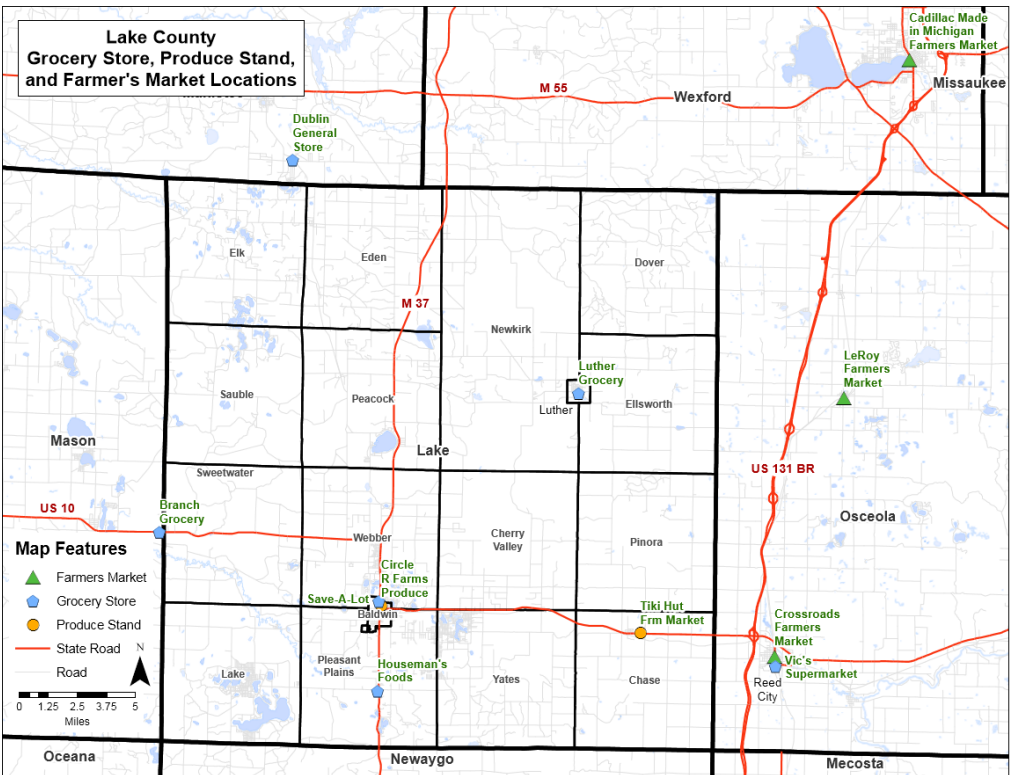 Lake County
Grocery Store, Produce Stand,
and Farmer's Market Locations
Cadillac Made
in Michigan
Farmers Market
Missaukee
M 55
Wexford
Dublin
General
Store
Elk
Eden
Dover
M 37
Newkirk
Luther
Grocery
LeRoy
Farmers
Market
Sauble
Peacock
Luther
Ellsworth
Mason
Lake
Sweetwater
US 131 BR
US 10
Branch
Grocery
Osceola
Webber
Cherry
Valley
Pinora
Map Features
Farmers Market
Grocery Store
Produce Stand
State Road
Road
N
0 1.25 2.5 3.75 5
Miles
Circle
R Farms
Produce
Save-A-Lot
Baldwin
Tiki Hut
Frm Market
Crossroads
Farmers
Market
Vic's
Supermarket
Reed
City
Lake
Pleasant
Plains
Houseman's
Foods
Yates
Chase
Oceana
Newaygo
Mecosta